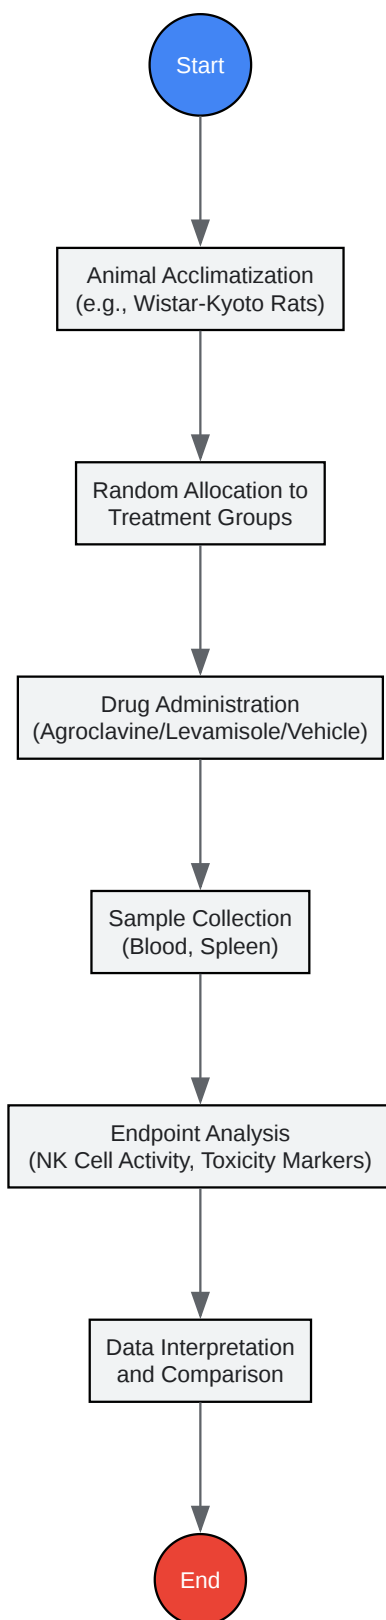 Start
Animal Acclimatization
(e.g., Wistar-Kyoto Rats)
Random Allocation to
Treatment Groups
Drug Administration
(Agroclavine/Levamisole/Vehicle)
Sample Collection
(Blood, Spleen)
Endpoint Analysis
(NK Cell Activity, Toxicity Markers)
Data Interpretation
and Comparison
End